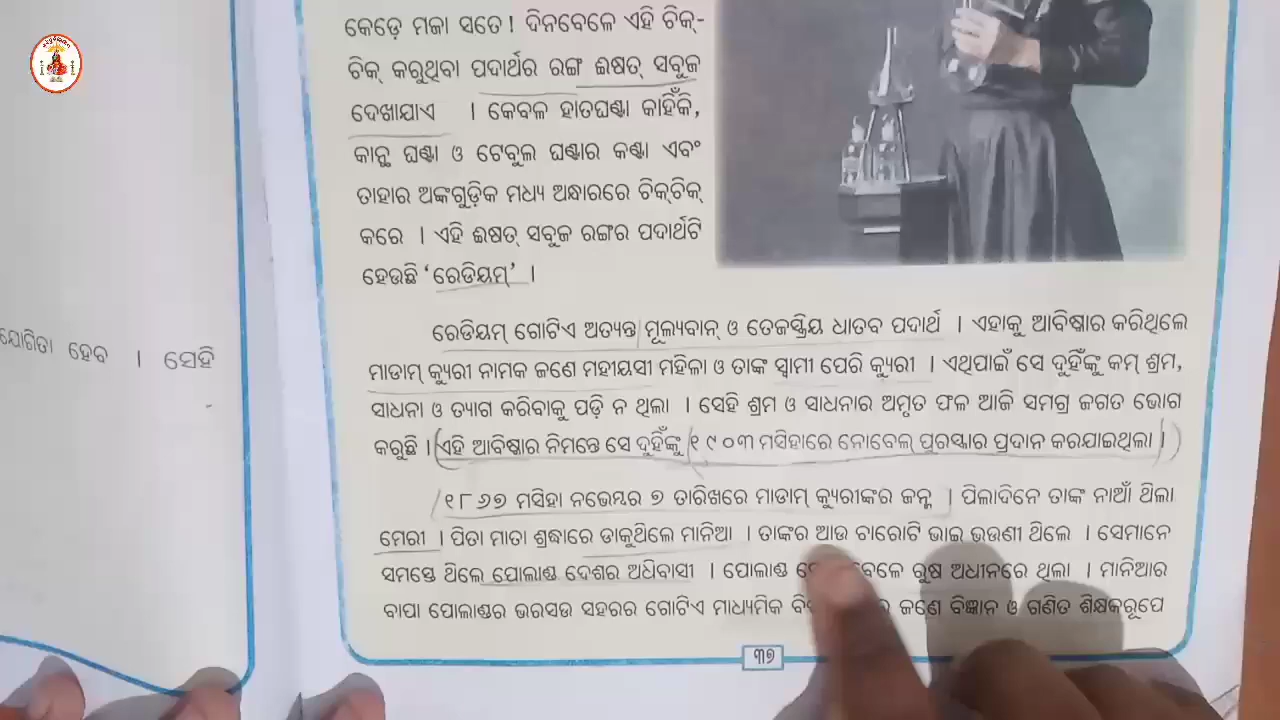 କେଡ଼େ ମଜା ସତେ ! ଦିନବେଳେ ଏହି ଚିକ୍-
ଚିକ୍ କରୁଥିବା ପଦାର୍ଥର ରଙ୍ଗ ଈଷତ୍ ସବୁଜ
ଦେଖାଯାଏ । କେବଳ ହାତଘଣ୍ଟା କାହିଁକି,
କାନ୍ଥ ଘଣ୍ଟା ଓ ଟେବୁଲ ଘଣ୍ଟାର କଣ୍ଟା ଏବଂ
ତାହାର ଅଙ୍କଗୁଡ଼ିକ ମଧ୍ୟ ଅନ୍ଧାରରେ ଚିକ୍‌ଚିକ୍
କରେ । ଏହି ଈଷତ୍ ସବୁଜ ରଙ୍ଗର ପଦାର୍ଥଟି
ହେଉଛି ‘ରେଡିୟମ୍’ ।
ରେଡିୟମ୍ ଗୋଟିଏ ଅତ୍ୟନ୍ତ ମୂଲ୍ୟବାନ୍ ଓ ତେଜସ୍କ୍ରିୟ ଧାତବ ପଦାର୍ଥ । ଏହାକୁ ଆବିଷ୍କାର କରିଥିଲେ
ମାଡାମ୍ କ୍ୟୁରୀ ନାମକ ଜଣେ ମହୀୟସୀ ମହିଳା ଓ ତାଙ୍କ ସ୍ୱାମୀ ପେରି କ୍ୟୁରୀ । ଏଥିପାଇଁ ସେ ଦୁହିଁଙ୍କୁ କମ୍ ଶ୍ରମ,
ସାଧନା ଓ ତ୍ୟାଗ କରିବାକୁ ପଡ଼ି ନ ଥିଲା । ସେହି ଶ୍ରମ ଓ ସାଧନାର ଅମୃତ ଫଳ ଆଜି ସମଗ୍ର ଜଗତ ଭୋଗ
କରୁଛି । ଏହି ଆବିଷ୍କାର ନିମନ୍ତେ ସେ ଦୁହିଁଙ୍କୁ ୧୯୦୩ ମସିହାରେ ନୋବେଲ୍ ପୁରସ୍କାର ପ୍ରଦାନ କରଯାଇଥିଲା ।
୧୮୬୭ ମସିହା ନଭେମ୍ବର ୭ ତାରିଖରେ ମାଡାମ୍ କ୍ୟୁରୀଙ୍କର ଜନ୍ମ । ପିଲାଦିନେ ତାଙ୍କ ନାଆଁ ଥିଲା
ମେରୀ । ପିତା ମାତା ଶ୍ରଦ୍ଧାରେ ଡାକୁଥିଲେ ମାନିଆ । ତାଙ୍କର ଆଉ ଚାରୋଟି ଭାଇ ଭଉଣୀ ଥିଲେ । ସେମାନେ
ସମସ୍ତେ ଥିଲେ ପୋଲାଣ୍ଡ ଦେଶର ଅଧିବାସୀ । ପୋଲାଣ୍ଡ ରୁଷ ଅଧୀନରେ ଥିଲା । ମାନିଆର
ବାପା ପୋଲାଣ୍ଡର ଭରସଉ ସହରର ଗୋଟିଏ ମାଧ୍ୟମିକ ଜଣେ ବିଜ୍ଞାନ ଓ ଗଣିତ ଶିକ୍ଷକରୂପେ
୩୭
ହେବ । ସେହି